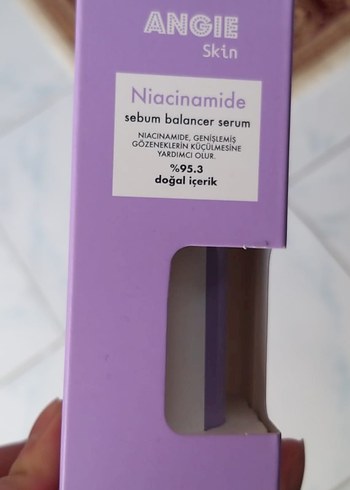 ANGIE
Skin
Niacinamide
sebum balancer serum
NIACINAMIDE, GENİŞLEMİŞ
GÖZENEKLERİN KÜÇÜLMESİNE
YARDIMCI OLUR.
%95.3
doğal içerik